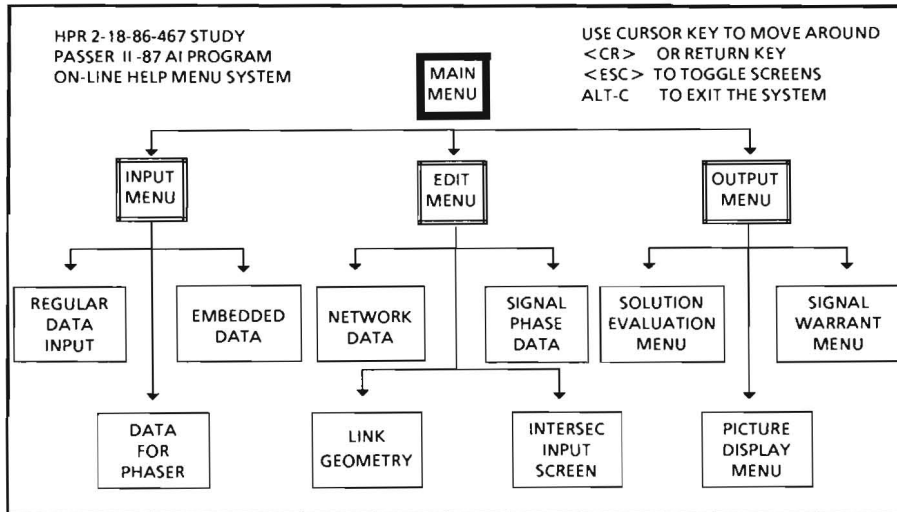 HPR 2-18-86-467 STUDY
PASSER II -87 AI PROGRAM
ON-LINE HELP MENU SYSTEM
USE CURSOR KEY TO MOVE AROUND
<CR> OR RETURN KEY
<ESC> TO TOGGLE SCREENS
ALT-C TO EXIT THE SYSTEM
MAIN
MENU
INPUT
MENU
EDIT
MENU
OUTPUT
MENU
REGULAR
DATA
INPUT
EMBEDDED
DATA
NETWORK
DATA
SIGNAL
PHASE
DATA
SOLUTION
EVALUATION
MENU
SIGNAL
WARRANT
MENU
DATA
FOR
PHASER
LINK
GEOMETRY
INTERSEC
INPUT
SCREEN
PICTURE
DISPLAY
MENU